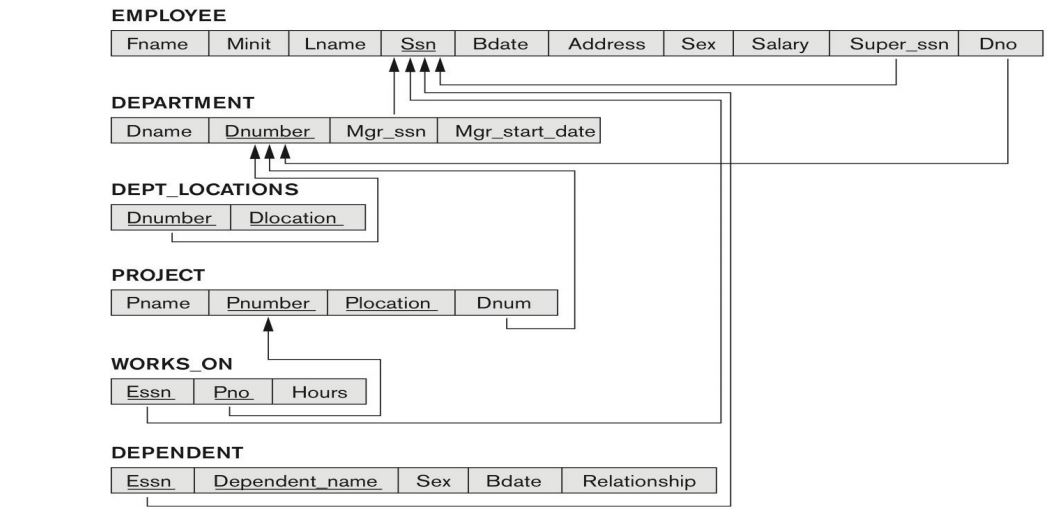 EMPLOYEE
Fname Minit Lname Ssn Bdate Address Sex Salary Super_ssn Dno
DEPARTMENT
Dname Dnumber Mgr_ssn Mgr_start_date
DEPT_LOCATIONS
Dnumber Dlocation
PROJECT
Pname Pnumber Plocation Dnum
WORKS_ON
Essn Pno Hours
DEPENDENT
Essn Dependent_name Sex Bdate Relationship